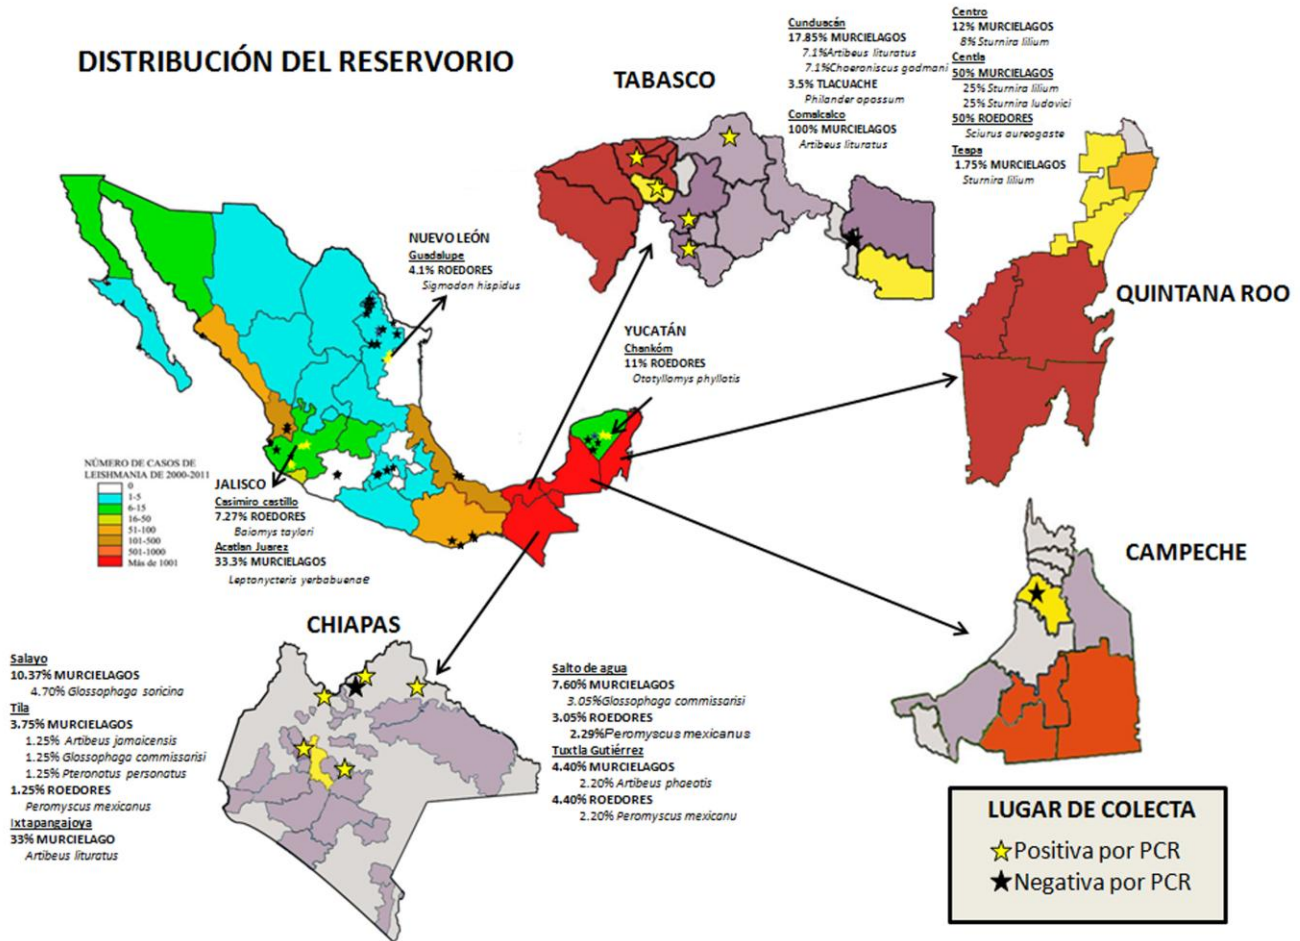 DISTRIBUCIÓN DEL RESERVORIO
TABASCO
Cunduacán
17.85% MURCIELAGOS
7.1%Artibeus lituratus
7.1%Choeroniscus godmani
3.5% TLACUACHE
Philander opossum
Comalcalco
100% MURCIELAGOS
Artibeus lituratus
Centro
12% MURCIELAGOS
8% Sturnira lilium
Centla
50% MURCIELAGOS
25% Sturnira lilium
25% Sturnira ludovici
50% ROEDORES
Sciurus aureogaste
Teapa
1.75% MURCIELAGOS
Sturnira lilium
NUEVO LEÓN
Guadalupe
4.1% ROEDORES
Sigmodon hispidus
YUCATÁN
Chankóm
11% ROEDORES
Ototyllamys phyllotis
QUINTANA ROO
NÚMERO DE CASOS DE
LEISHMANIA DE 2000-2011
0
1-5
6-15
16-50
51-100
101-500
501-1000
Más de 1001
JALISCO
Casimiro castillo
7.27% ROEDORES
Baiomys taylori
Acatlan Juarez
33.3% MURCIELAGOS
Leptonycteris yerbabuenae
CAMPECHE
CHIAPAS
Salayo
10.37% MURCIELAGOS
4.70% Glossophaga soricina
Tila
3.75% MURCIELAGOS
1.25% Artibeus jamaicensis
1.25% Glossophaga commissarisi
1.25% Pteronotus personatus
1.25% ROEDORES
Peromyscus mexicanus
Ixtapangajoya
33% MURCIELAGO
Artibeus lituratus
Salto de agua
7.60% MURCIELAGOS
3.05%Glossophaga commissarisi
3.05% ROEDORES
2.29%Peromyscus mexicanus
Tuxtla Gutiérrez
4.40% MURCIELAGOS
2.20% Artibeus phaeotis
4.40% ROEDORES
2.20% Peromyscus mexicanu
LUGAR DE COLECTA
Positiva por PCR
Negativa por PCR